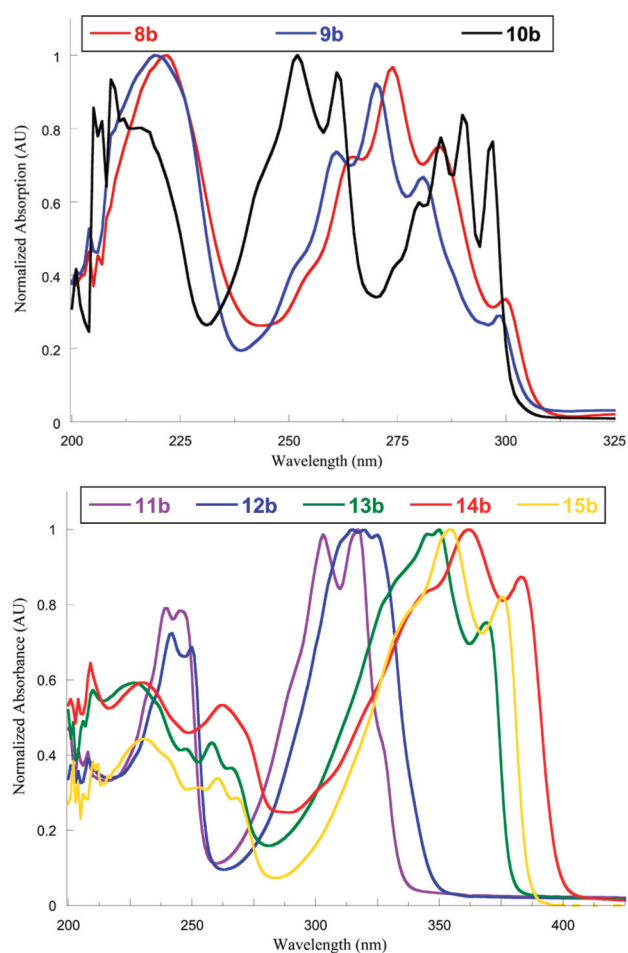 8b 9b 10b
1
0.8
0.6
0.4
0.2
0
Normalized Absorption (AU)
200 225 250 275 300 325
Wavelength (nm)
11b 12b 13b 14b 15b
1
0.8
0.6
0.4
0.2
0
Normalized Absorbance (AU)
200 250 300 350 400
Wavelength (nm)